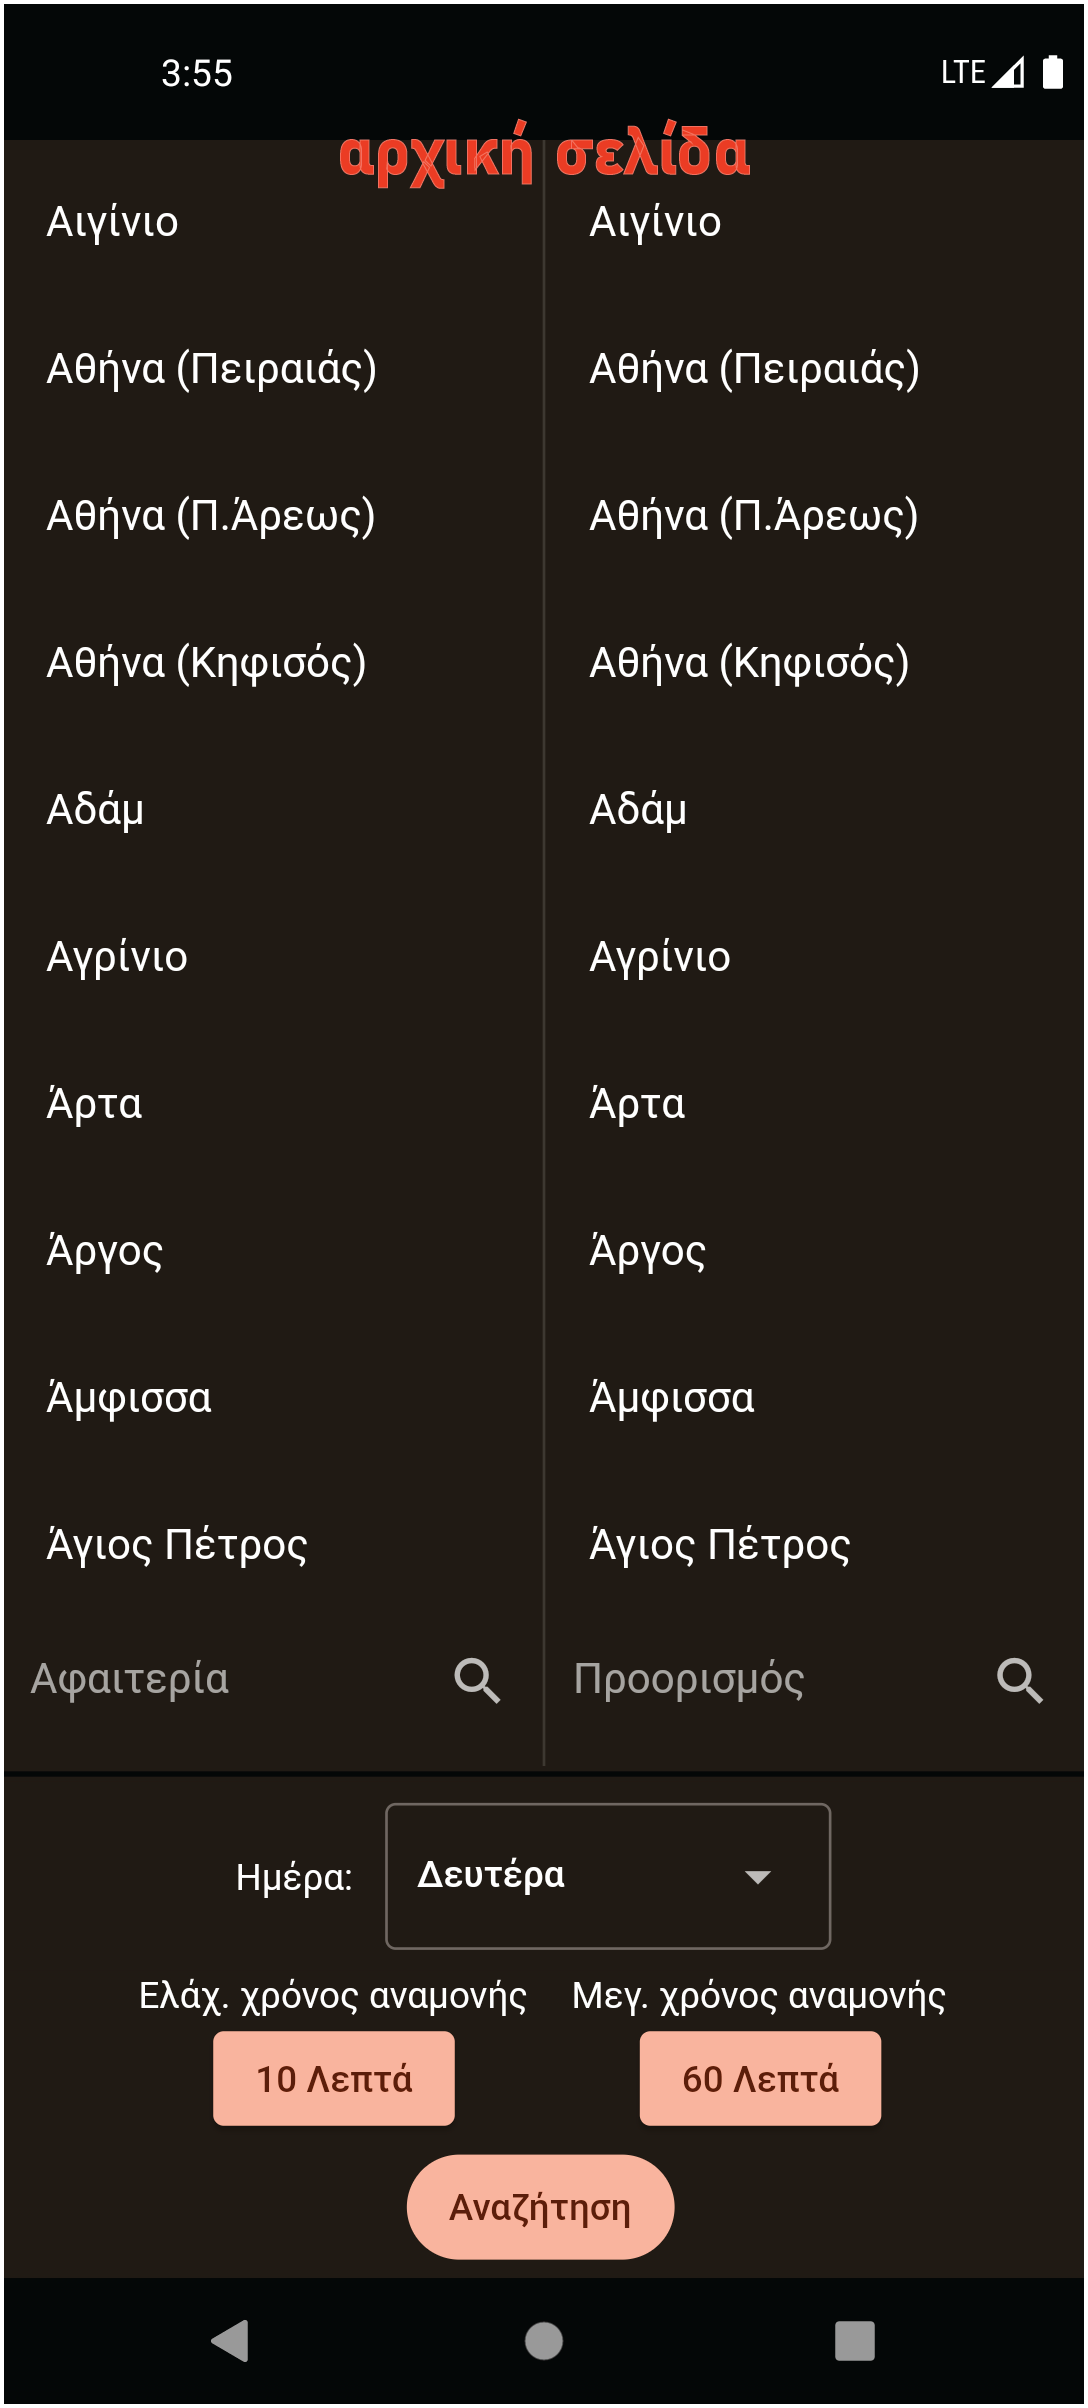 3:55
LTE
αρχική σελίδα
Αιγίνιο
Αιγίνιο
Αθήνα (Πειραιάς)
Αθήνα (Πειραιάς)
Αθήνα (Π.Άρεως)
Αθήνα (Π.Άρεως)
Αθήνα (Κηφισός)
Αθήνα (Κηφισός)
Αδάμ
Αδάμ
Αγρίνιο
Αγρίνιο
Άρτα
Άρτα
Άργος
Άργος
Άμφισσα
Άμφισσα
Άγιος Πέτρος
Άγιος Πέτρος
Αφαιτερία
Προορισμός
Ημέρα:
Δευτέρα
Ελάχ. χρόνος αναμονής
Μεγ. χρόνος αναμονής
10 Λεπτά
60 Λεπτά
Αναζήτηση